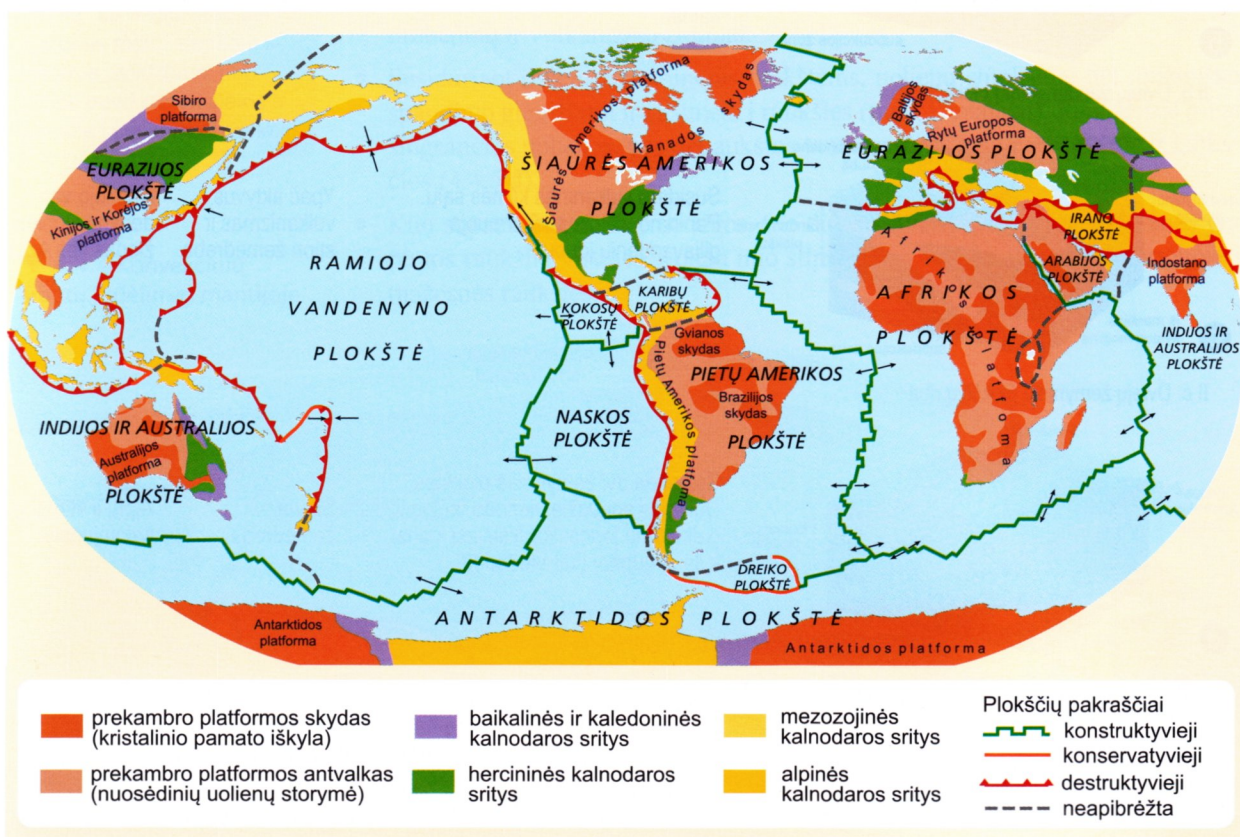 Sibiro
platforma
EURAZIJOS
PLOKŠTĖ
Kinijos ir Korėjos
platforma
RAMIOJO
VANDENYNO
PLOKŠTĖ
INDIJOS IR AUSTRALIJOS
Australijos
platforma
PLOKŠTĖ
Šiaurės Amerikos platforma
Kanados skydas
ŠIAURĖS AMERIKOS
PLOKŠTĖ
KOKOSŲ
PLOKŠTĖ
KARIBŲ
PLOKŠTĖ
NASKOS
PLOKŠTĖ
Gvianos
skydas
PIETŲ AMERIKOS
Brazilijos
skydas
PLOKŠTĖ
Pietų Amerikos platfoma
DREIKO
PLOKŠTĖ
Baltijos
skydas
Rytų Europos
platforma
EURAZIJOS PLOKŠTĖ
IRANO
PLOKŠTĖ
ARABIJOS
PLOKŠTĖ
Indostano
platforma
Afrikos platfoma
AFRIKOS
PLOKŠTĖ
INDIJOS IR
AUSTRALIJOS
PLOKŠTĖ
ANTARKTIDOS PLOKŠTĖ
Antarktidos
platforma
Antarktidos platforma
prekambro platformos skydas
(kristalinio pamato iškyla)
prekambro platformos antvalkas
(nuosėdinių uolienų storymė)
baikalinės ir kaledoninės
kalnodaros sritys
hercininės kalnodaros
sritys
mezozojinės
kalnodaros sritys
alpinės
kalnodaros sritys
Plokščių pakraščiai
konstruktyvieji
konservatyvieji
destruktyvieji
neapibrėžta